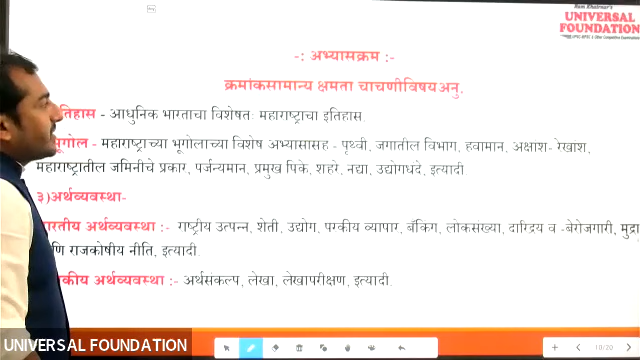 Ram Khatmar's
UNIVERSAL
FOUNDATION
-: अभ्यासक्रम :-
क्रमांकसामान्य क्षमता चाचणीविषयअनु.
तिहास - आधुनिक भारताचा विशेषतः महाराष्ट्राचा इतिहास.
भूगोल - महाराष्ट्राच्या भूगोलाच्या विशेष अभ्यासासह - पृथ्वी, जगातील विभाग, हवामान, अक्षांश- रेखांश,
महाराष्ट्रातील जमिनीचे प्रकार, पर्जन्यमान, प्रमुख पिके, शहरे, नद्या, उद्योगधंदे, इत्यादी
३)अर्थव्यवस्था-
भारतीय अर्थव्यवस्था :- राष्ट्रीय उत्पन्न, शेती, उद्योग, परकीय व्यापार, बँकिंग, लोकसंख्या, दारिद्रय व -बेरोजगारी, मुद्रा
णि राजकोषीय नीति, इत्यादी.
कीय अर्थव्यवस्था :- अर्थसंकल्प, लेखा, लेखापरीक्षण, इत्यादी.
UNIVERSAL FOUNDATION
10/20